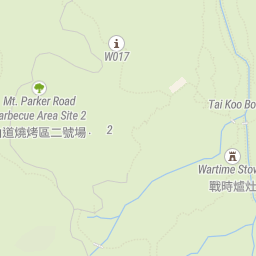 W017
Mt. Parker Road
arbecue Area Site 2
道燒烤區二號場
2
Tai Koo Bo
Wartime Stov
戰時爐灶